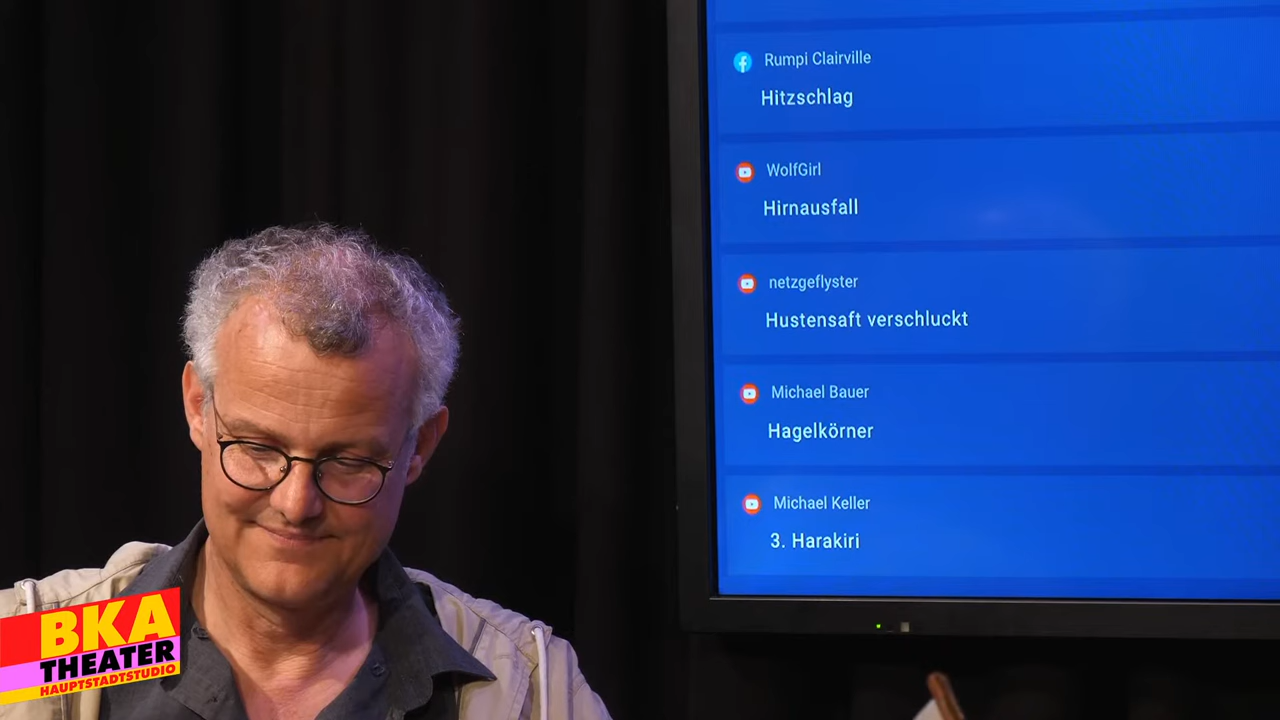 Rumpi Clairville
Hitzschlag
WolfGirl
Hirnausfall
netzgeflyster
Hustensaft verschluckt
Michael Bauer
Hagelkörner
Michael Keller
3. Harakiri
BKA
THEATER
HAUPTSTADTSTUDIO